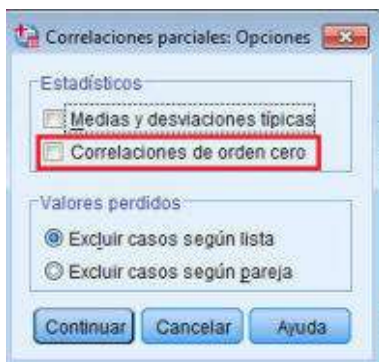 Correlaciones parciales: Opciones
Estadísticos
Medias y desviaciones típicas
Correlaciones de orden cero
Valores perdidos
Excluir casos según lista
Excluir casos según pareja
Continuar Cancelar Ayuda